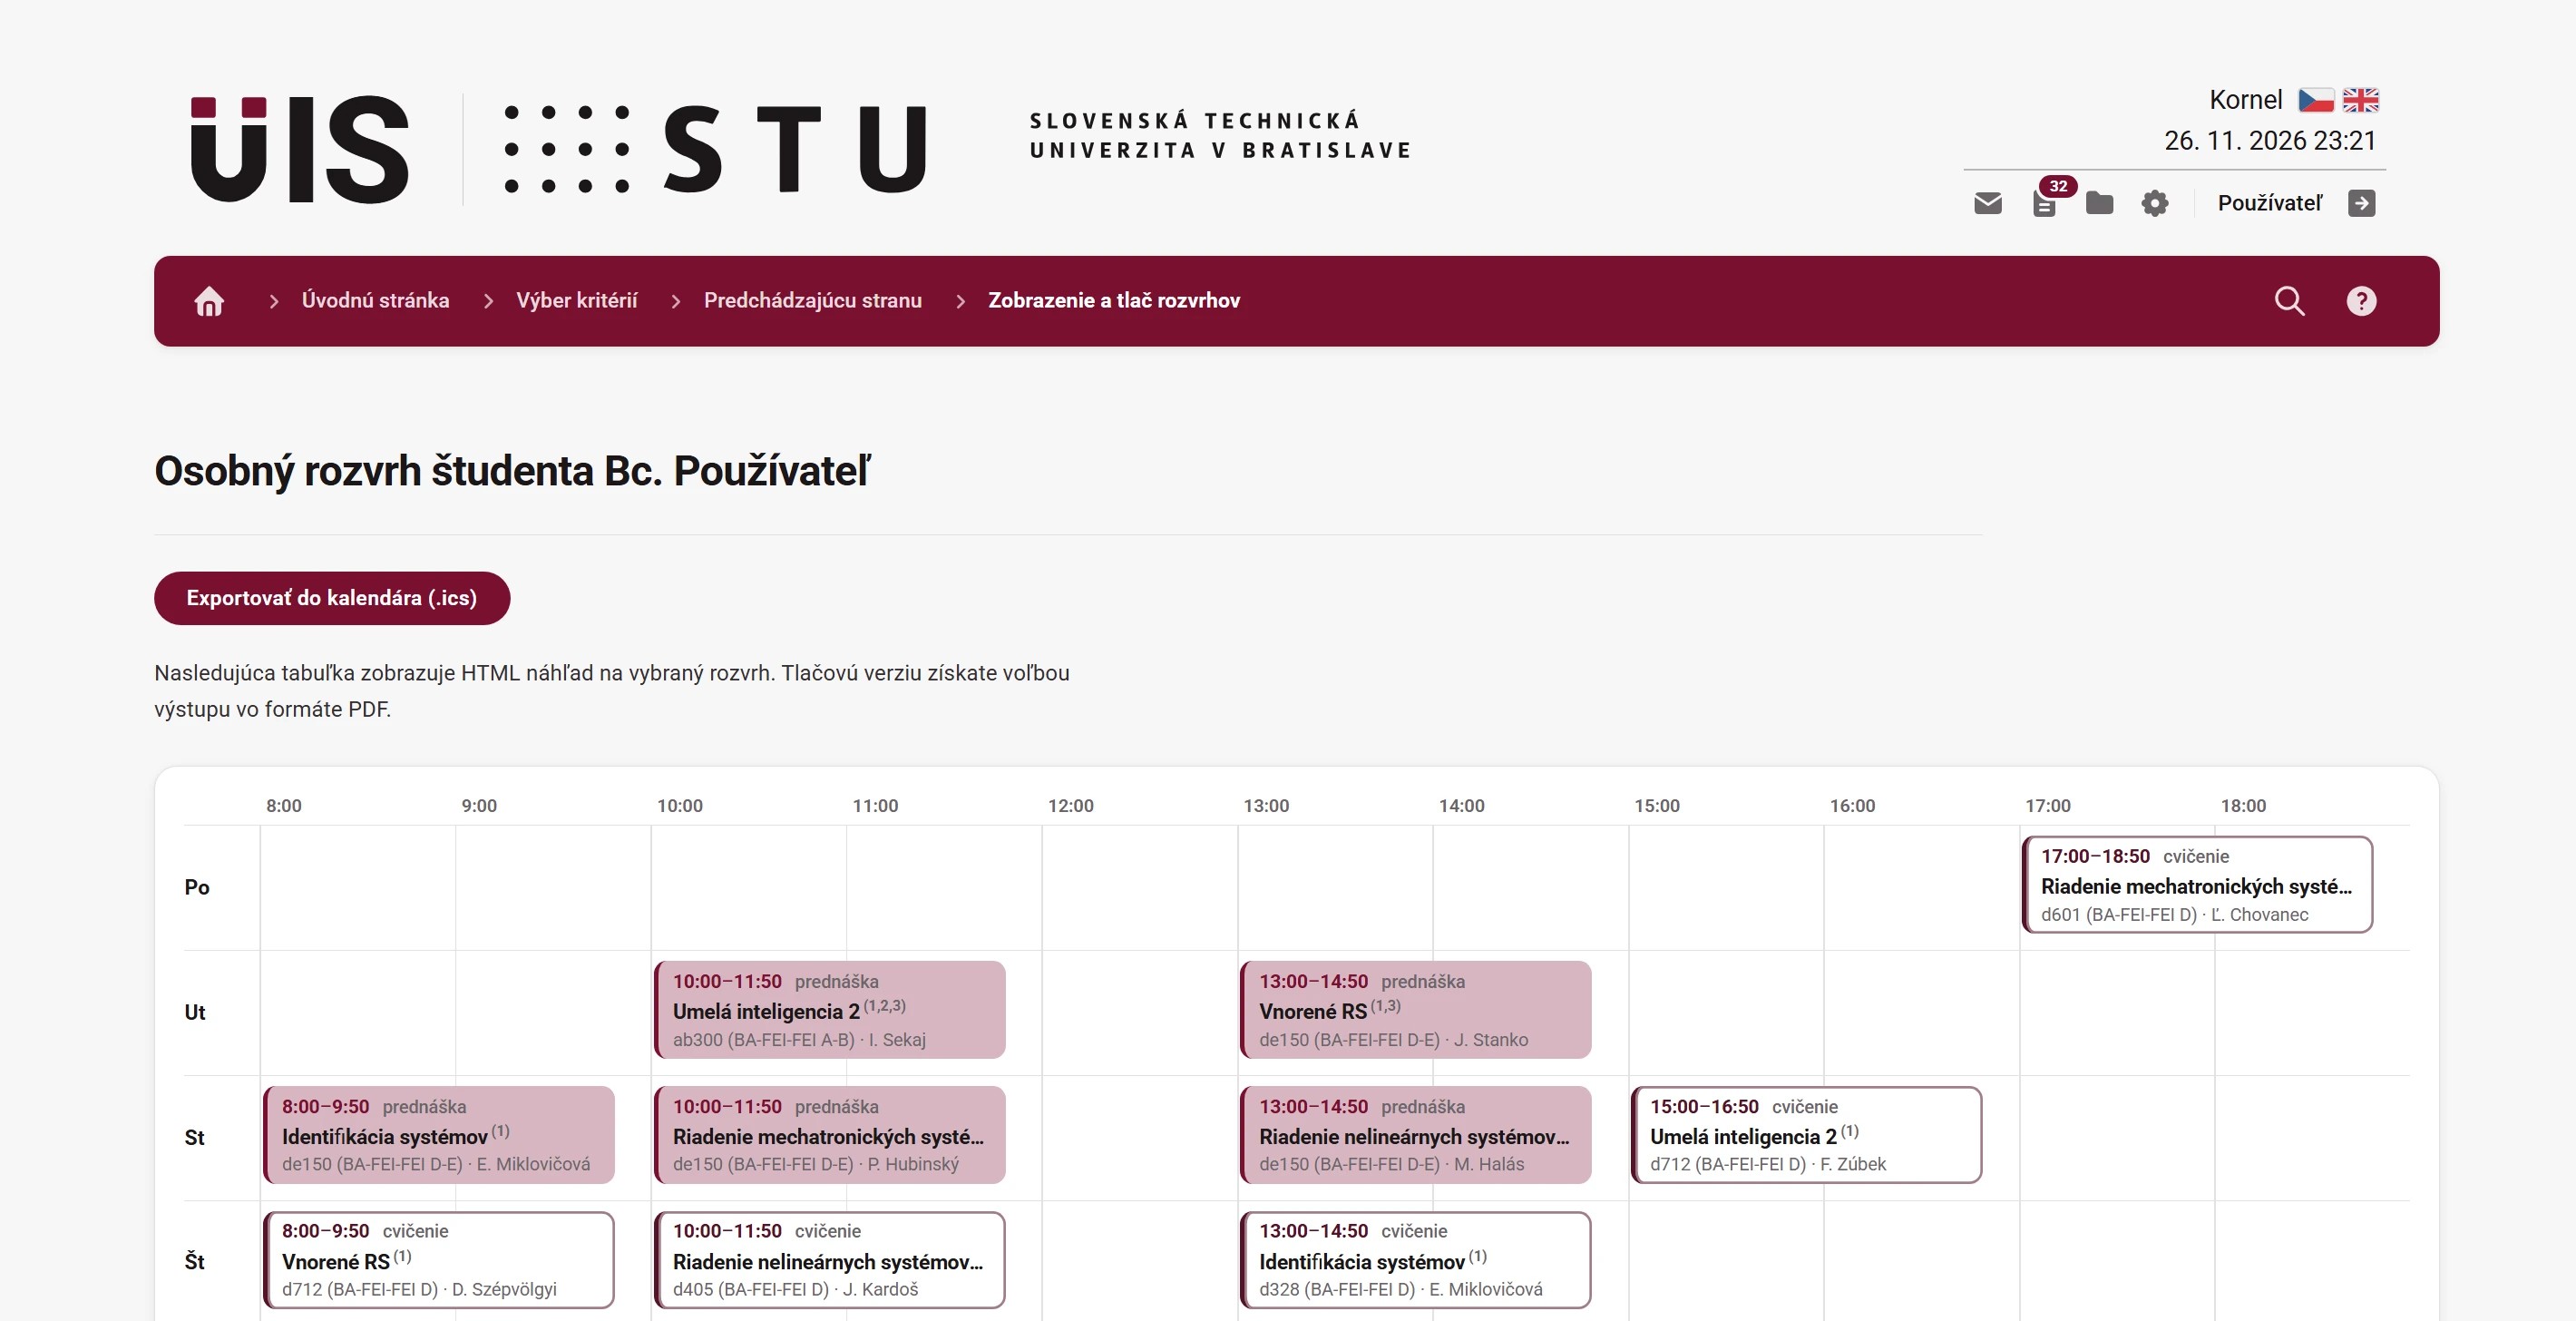 ÜIS
STU
SLOVENSKÁ TECHNICKÁ
UNIVERZITA V BRATISLAVE
Kornel
26. 11. 2026 23:21
32
Používateľ
Úvodnú stránka
Výber kritérií
Predchádzajúcu stranu
Zobrazenie a tlač rozvrhov
?
Osobný rozvrh študenta Bc. Používateľ
Exportovať do kalendára (.ics)
Nasledujúca tabuľka zobrazuje HTML náhľad na vybraný rozvrh. Tlačovú verziu získate voľbou
výstupu vo formáte PDF.
8:00 9:00 10:00 11:00 12:00 13:00 14:00 15:00 16:00 17:00 18:00
Po
17:00–18:50 cvičenie
Riadenie mechatronických systé…
d601 (BA-FEI-FEI D) · Ľ. Chovanec
Ut
10:00–11:50 prednáška
Umelá inteligencia 2 (1,2,3)
ab300 (BA-FEI-FEI A-B) · I. Sekaj
13:00–14:50 prednáška
Vnorené RS (1,3)
de150 (BA-FEI-FEI D-E) · J. Stanko
St
8:00–9:50 prednáška
Identifikácia systémov (1)
de150 (BA-FEI-FEI D-E) · E. Miklovičová
10:00–11:50 prednáška
Riadenie mechatronických systé…
de150 (BA-FEI-FEI D-E) · P. Hubinský
13:00–14:50 prednáška
Riadenie nelineárnych systémov…
de150 (BA-FEI-FEI D-E) · M. Halás
15:00–16:50 cvičenie
Umelá inteligencia 2 (1)
d712 (BA-FEI-FEI D) · F. Zúbek
Št
8:00–9:50 cvičenie
Vnorené RS (1)
d712 (BA-FEI-FEI D) · D. Szépvölgyi
10:00–11:50 cvičenie
Riadenie nelineárnych systémov…
d405 (BA-FEI-FEI D) · J. Kardoš
13:00–14:50 cvičenie
Identifikácia systémov (1)
d328 (BA-FEI-FEI D) · E. Miklovičová